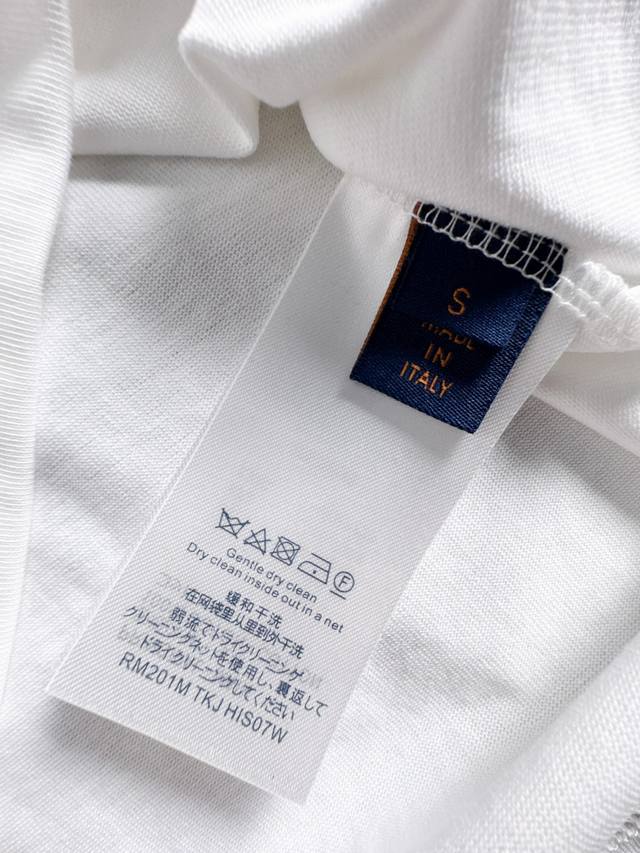 S
MADE
IN
ITALY
Gentle dry clean
Dry clean inside out in a net
缓和干洗
在网袋里从里到外干洗
弱流でドライクリーニング
クリーニングネットを使用し、裏返して
ドライクリーニングしてください
RM201M TKJ HIS07W